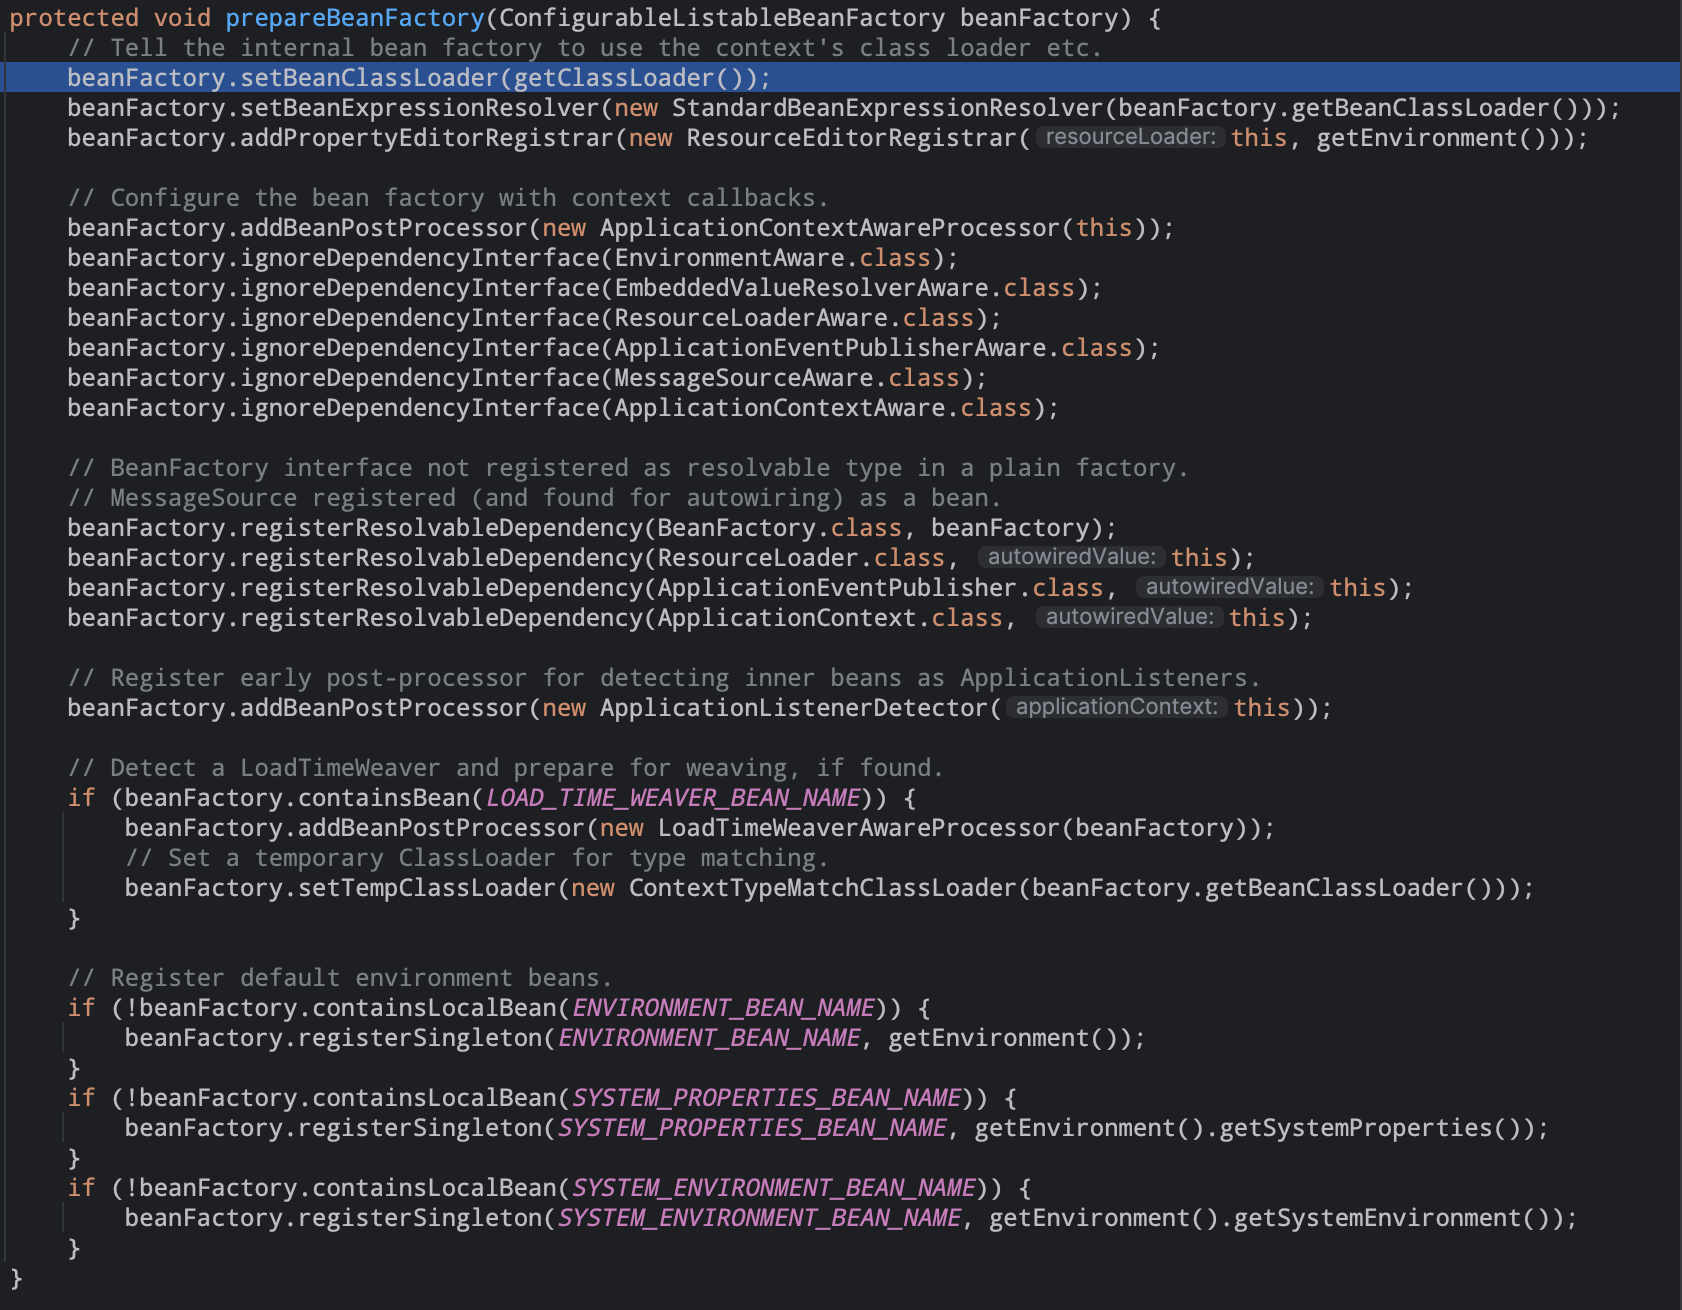 protected void prepareBeanFactory(ConfigurableListableBeanFactory beanFactory) {
    // Tell the internal bean factory to use the context's class loader etc.
    beanFactory.setBeanClassLoader(getClassLoader());
    beanFactory.setBeanExpressionResolver(new StandardBeanExpressionResolver(beanFactory.getBeanClassLoader()));
    beanFactory.addPropertyEditorRegistrar(new ResourceEditorRegistrar( resourceLoader: this, getEnvironment()));

    // Configure the bean factory with context callbacks.
    beanFactory.addBeanPostProcessor(new ApplicationContextAwareProcessor(this));
    beanFactory.ignoreDependencyInterface(EnvironmentAware.class);
    beanFactory.ignoreDependencyInterface(EmbeddedValueResolverAware.class);
    beanFactory.ignoreDependencyInterface(ResourceLoaderAware.class);
    beanFactory.ignoreDependencyInterface(ApplicationEventPublisherAware.class);
    beanFactory.ignoreDependencyInterface(MessageSourceAware.class);
    beanFactory.ignoreDependencyInterface(ApplicationContextAware.class);

    // BeanFactory interface not registered as resolvable type in a plain factory.
    // MessageSource registered (and found for autowiring) as a bean.
    beanFactory.registerResolvableDependency(BeanFactory.class, beanFactory);
    beanFactory.registerResolvableDependency(ResourceLoader.class, autowiredValue: this);
    beanFactory.registerResolvableDependency(ApplicationEventPublisher.class, autowiredValue: this);
    beanFactory.registerResolvableDependency(ApplicationContext.class, autowiredValue: this);

    // Register early post-processor for detecting inner beans as ApplicationListeners.
    beanFactory.addBeanPostProcessor(new ApplicationListenerDetector( applicationContext: this));

    // Detect a LoadTimeWeaver and prepare for weaving, if found.
    if (beanFactory.containsBean(LOAD_TIME_WEAVER_BEAN_NAME)) {
        beanFactory.addBeanPostProcessor(new LoadTimeWeaverAwareProcessor(beanFactory));
        // Set a temporary ClassLoader for type matching.
        beanFactory.setTempClassLoader(new ContextTypeMatchClassLoader(beanFactory.getBeanClassLoader()));
    }

    // Register default environment beans.
    if (!beanFactory.containsLocalBean(ENVIRONMENT_BEAN_NAME)) {
        beanFactory.registerSingleton(ENVIRONMENT_BEAN_NAME, getEnvironment());
    }
    if (!beanFactory.containsLocalBean(SYSTEM_PROPERTIES_BEAN_NAME)) {
        beanFactory.registerSingleton(SYSTEM_PROPERTIES_BEAN_NAME, getEnvironment().getSystemProperties());
    }
    if (!beanFactory.containsLocalBean(SYSTEM_ENVIRONMENT_BEAN_NAME)) {
        beanFactory.registerSingleton(SYSTEM_ENVIRONMENT_BEAN_NAME, getEnvironment().getSystemEnvironment());
    }
}